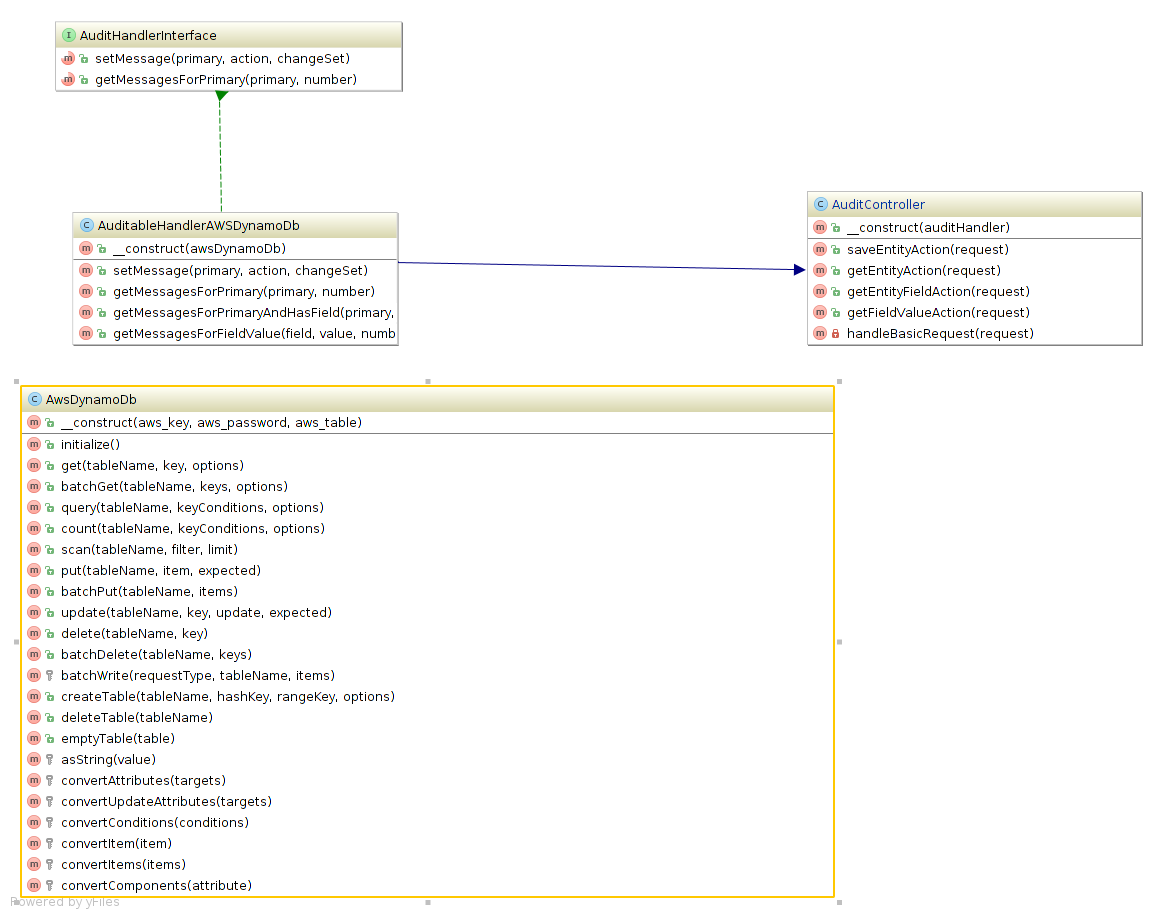 AuditHandlerInterface
setMessage(primary, action, changeSet)
getMessagesForPrimary(primary, number)
AuditableHandlerAWSDynamoDb
__construct(awsDynamoDb)
setMessage(primary, action, changeSet)
getMessagesForPrimary(primary, number)
getMessagesForPrimaryAndHasField(primary,
getMessagesForFieldValue(field, value, numb
AuditController
__construct(auditHandler)
saveEntityAction(request)
getEntityAction(request)
getEntityFieldAction(request)
getFieldValueAction(request)
handleBasicRequest(request)
AwsDynamoDb
__construct(aws_key, aws_password, aws_table)
initialize()
get(tableName, key, options)
batchGet(tableName, keys, options)
query(tableName, keyConditions, options)
count(tableName, keyConditions, options)
scan(tableName, filter, limit)
put(tableName, item, expected)
batchPut(tableName, items)
update(tableName, key, update, expected)
delete(tableName, key)
batchDelete(tableName, keys)
batchWrite(requestType, tableName, items)
createTable(tableName, hashKey, rangeKey, options)
deleteTable(tableName)
emptyTable(table)
asString(value)
convertAttributes(targets)
convertUpdateAttributes(targets)
convertConditions(conditions)
convertItem(item)
convertItems(items)
convertComponents(attribute)
Powered by yFiles